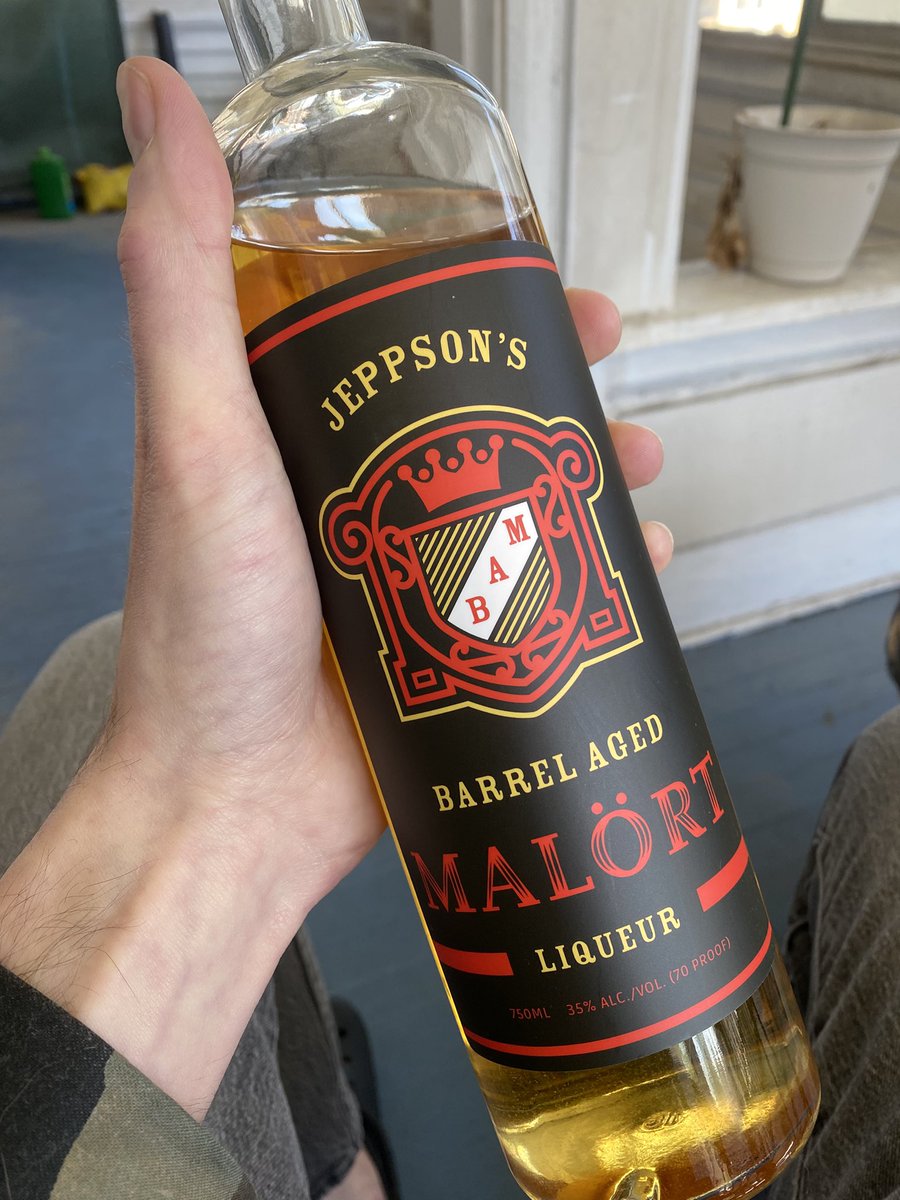 JEPPSON'S
M
A
B
BARREL AGED
MALÖRT
LIQUEUR
750ML 35% ALC./VOL. (70 PROOF)